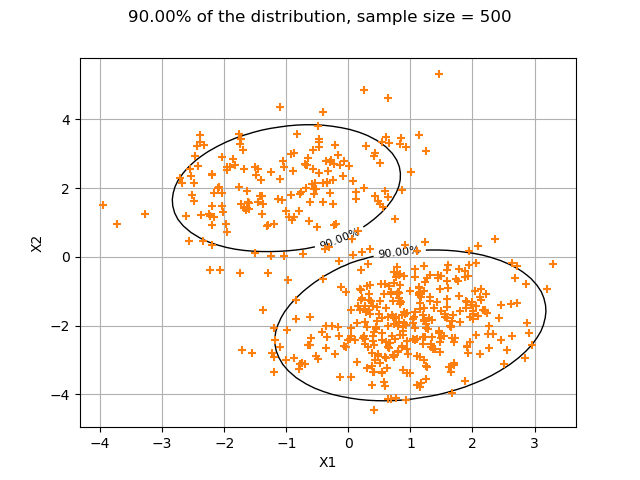 90.00% of the distribution, sample size = 500
X2
4
2
0
−2
−4
90.00%
90.00%
−4 −3 −2 −1 0 1 2 3
X1